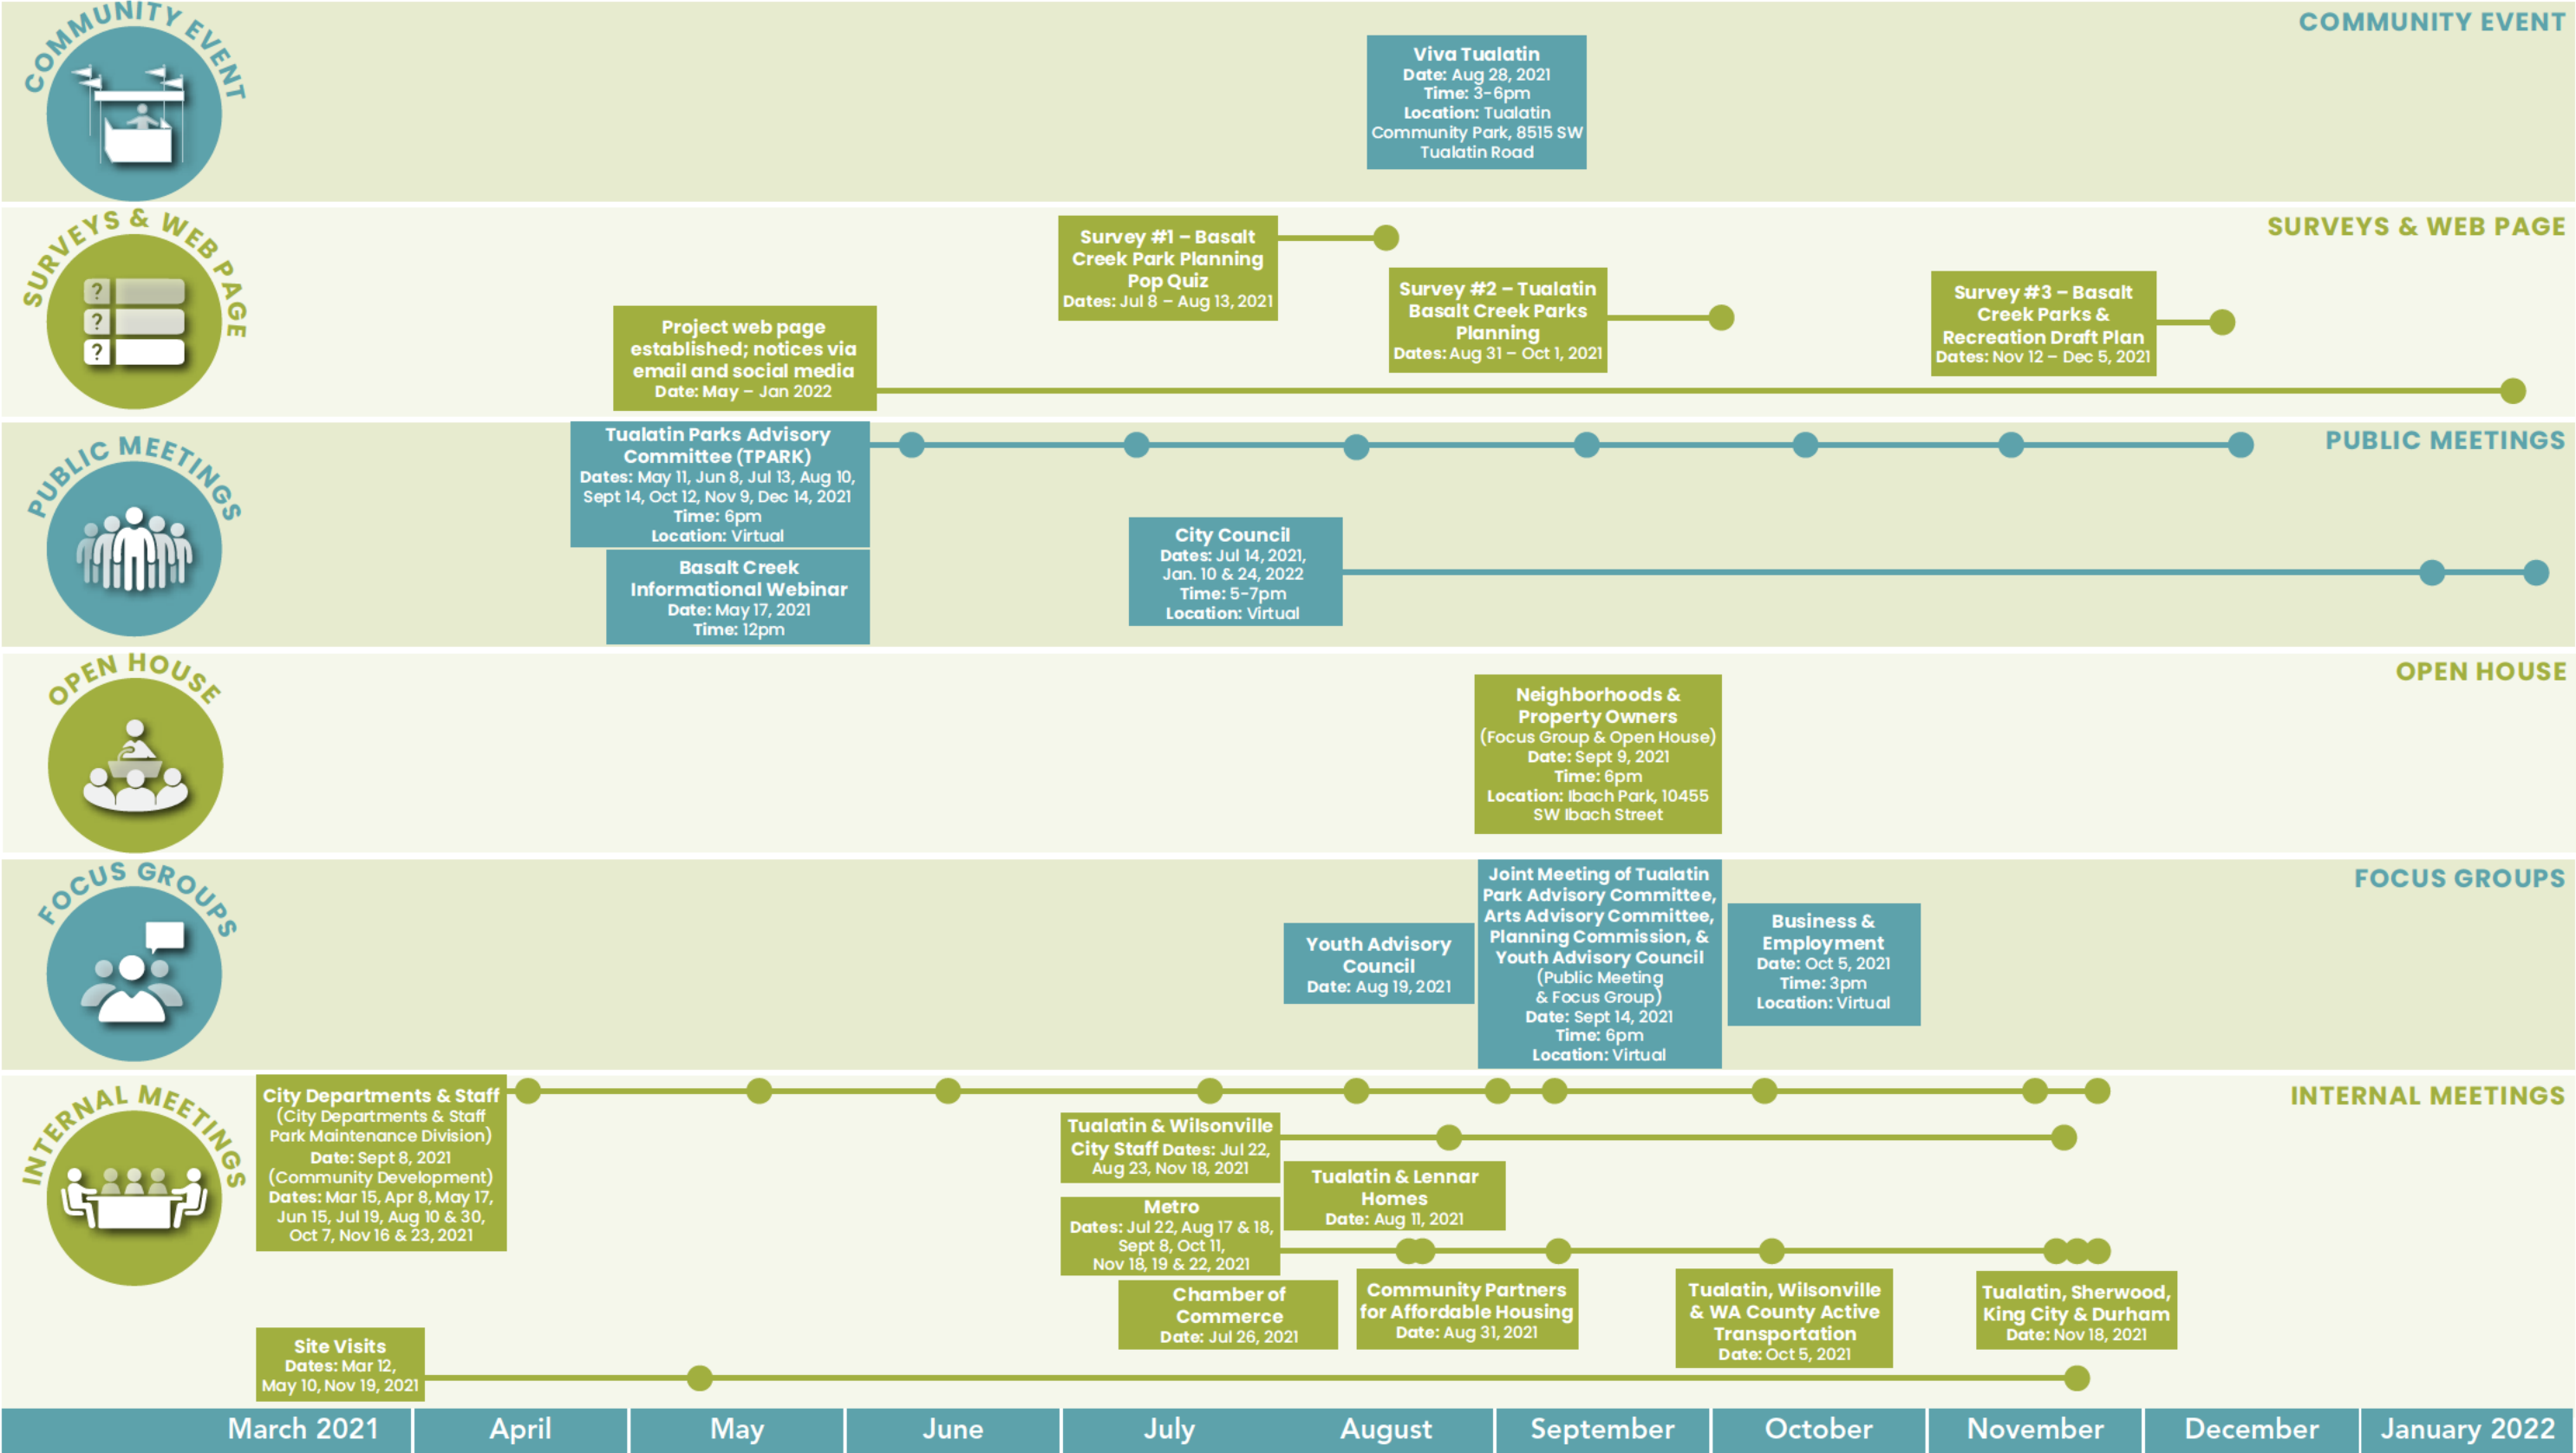 COMMUNITY EVENT
COMMUNITY EVENT
Viva Tualatin
Date: Aug 28, 2021
Time: 3-6pm
Location: Tualatin
Community Park, 8515 SW
Tualatin Road
SURVEYS & WEB PAGE
SURVEYS & WEB PAGE
?
?
?
Survey #1 – Basalt
Creek Park Planning
Pop Quiz
Dates: Jul 8 – Aug 13, 2021
Survey #2 – Tualatin
Basalt Creek Parks
Planning
Dates: Aug 31 – Oct 1, 2021
Survey #3 – Basalt
Creek Parks &
Recreation Draft Plan
Dates: Nov 12 – Dec 5, 2021
Project web page
established; notices via
email and social media
Date: May – Jan 2022
PUBLIC MEETINGS
PUBLIC MEETINGS
Tualatin Parks Advisory
Committee (TPARK)
Dates: May 11, Jun 8, Jul 13, Aug 10,
Sept 14, Oct 12, Nov 9, Dec 14, 2021
Time: 6pm
Location: Virtual
Basalt Creek
Informational Webinar
Date: May 17, 2021
Time: 12pm
City Council
Dates: Jul 14, 2021,
Jan. 10 & 24, 2022
Time: 5-7pm
Location: Virtual
OPEN HOUSE
OPEN HOUSE
Neighborhoods &
Property Owners
(Focus Group & Open House)
Date: Sept 9, 2021
Time: 6pm
Location: Ibach Park, 10455
SW Ibach Street
FOCUS GROUPS
FOCUS GROUPS
Youth Advisory
Council
Date: Aug 19, 2021
Joint Meeting of Tualatin
Park Advisory Committee,
Arts Advisory Committee,
Planning Commission, &
Youth Advisory Council
(Public Meeting
& Focus Group)
Date: Sept 14, 2021
Time: 6pm
Location: Virtual
Business &
Employment
Date: Oct 5, 2021
Time: 3pm
Location: Virtual
INTERNAL MEETINGS
INTERNAL MEETINGS
City Departments & Staff
(City Departments & Staff
Park Maintenance Division)
Date: Sept 8, 2021
(Community Development)
Dates: Mar 15, Apr 8, May 17,
Jun 15, Jul 19, Aug 10 & 30,
Oct 7, Nov 16 & 23, 2021
Tualatin & Wilsonville
City Staff Dates: Jul 22,
Aug 23, Nov 18, 2021
Tualatin & Lennar
Homes
Date: Aug 11, 2021
Metro
Dates: Jul 22, Aug 17 & 18,
Sept 8, Oct 11,
Nov 18, 19 & 22, 2021
Chamber of
Commerce
Date: Jul 26, 2021
Community Partners
for Affordable Housing
Date: Aug 31, 2021
Tualatin, Wilsonville
& WA County Active
Transportation
Date: Oct 5, 2021
Tualatin, Sherwood,
King City & Durham
Date: Nov 18, 2021
Site Visits
Dates: Mar 12,
May 10, Nov 19, 2021
March 2021 April May June July August September October November December January 2022